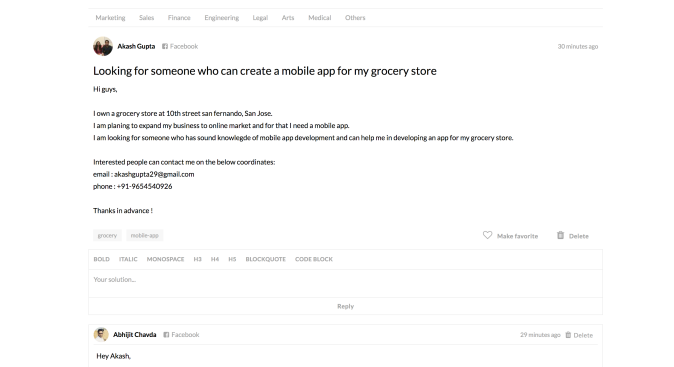 Marketing Sales Finance Engineering Legal Arts Medical Others
Akash Gupta Facebook 30 minutes ago
Looking for someone who can create a mobile app for my grocery store
Hi guys,
I own a grocery store at 10th street san fernando, San Jose.
I am planing to expand my business to online market and for that I need a mobile app.
I am looking for someone who has sound knowlegde of mobile app development and can help me in developing an app for my grocery store.
Interested people can contact me on the below coordinates:
email : akashgupta29@gmail.com
phone : +91-9654540926
Thanks in advance !
grocery mobile-app Make favorite Delete
BOLD ITALIC MONOSPACE H3 H4 H5 BLOCKQUOTE CODE BLOCK
Your solution...
Reply
Abhijit Chavda Facebook 29 minutes ago Delete
Hey Akash,